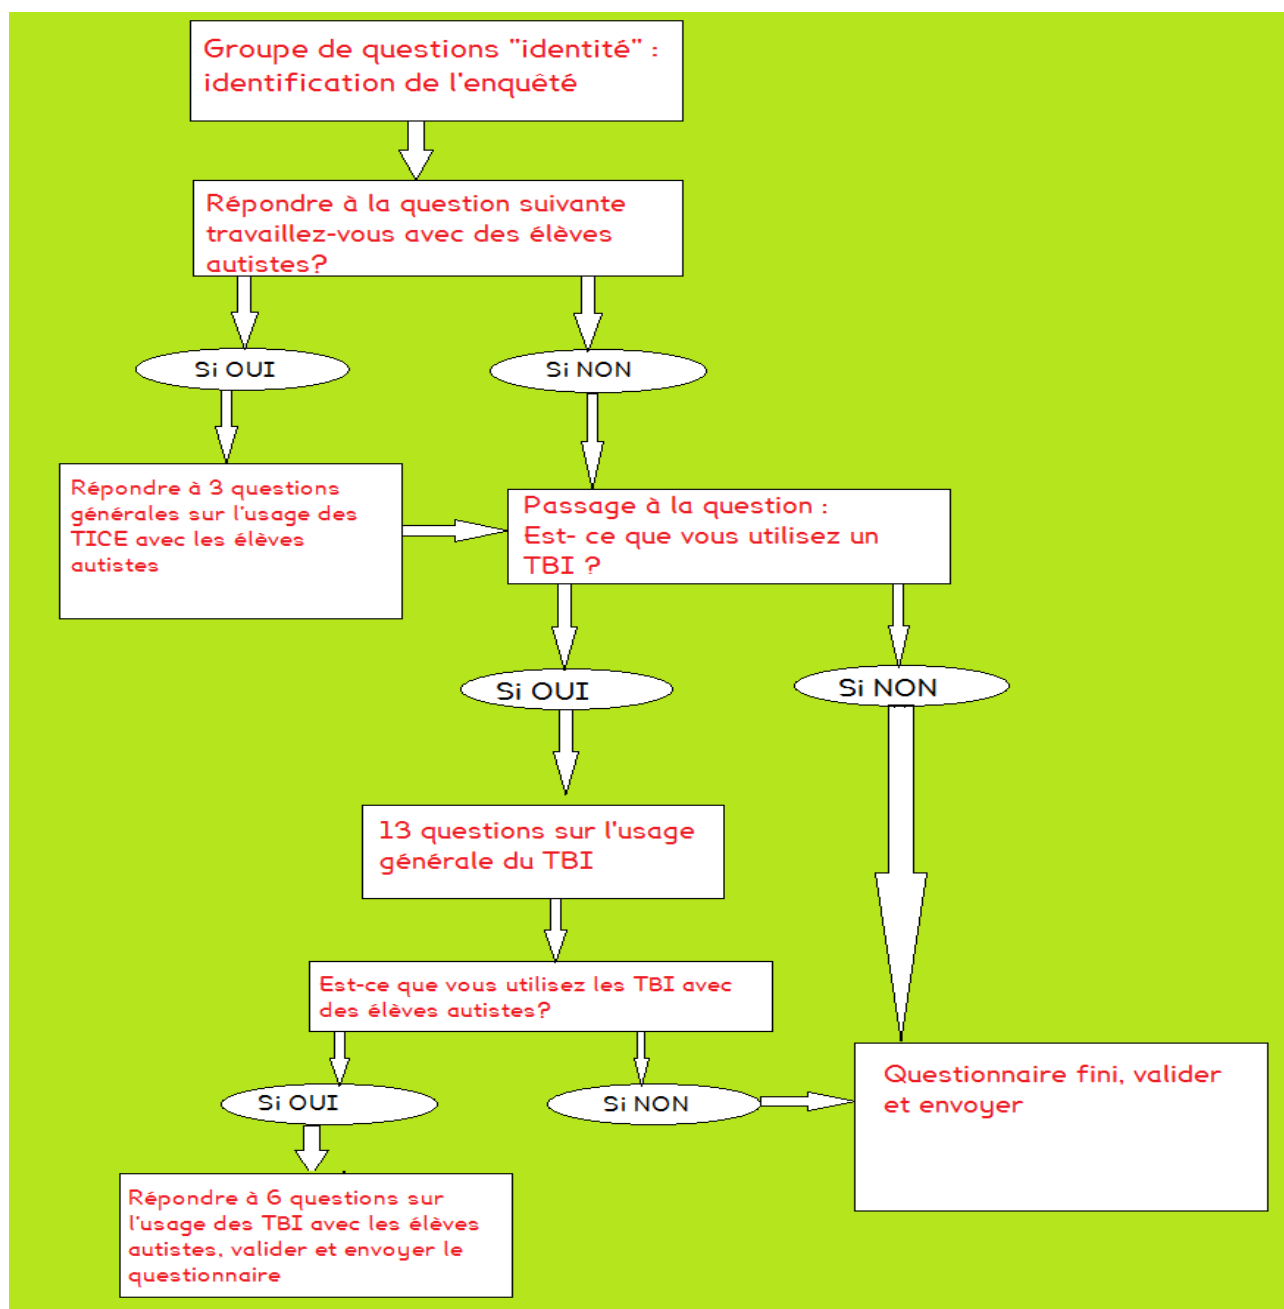 Groupe de questions "identité" :
identification de l'enquêté
Répondre à la question suivante
travaillez-vous avec des élèves
autistes?
Si OUI
Si NON
Répondre à 3 questions
générales sur l'usage des
TICE avec les élèves
autistes
Passage à la question :
Est- ce que vous utilisez un
TBI ?
Si OUI
Si NON
13 questions sur l'usage
générale du TBI
Est-ce que vous utilisez les TBI avec
des élèves autistes?
Si OUI
Si NON
Questionnaire fini, valider
et envoyer
Répondre à 6 questions sur
l'usage des TBI avec les élèves
autistes, valider et envoyer le
questionnaire